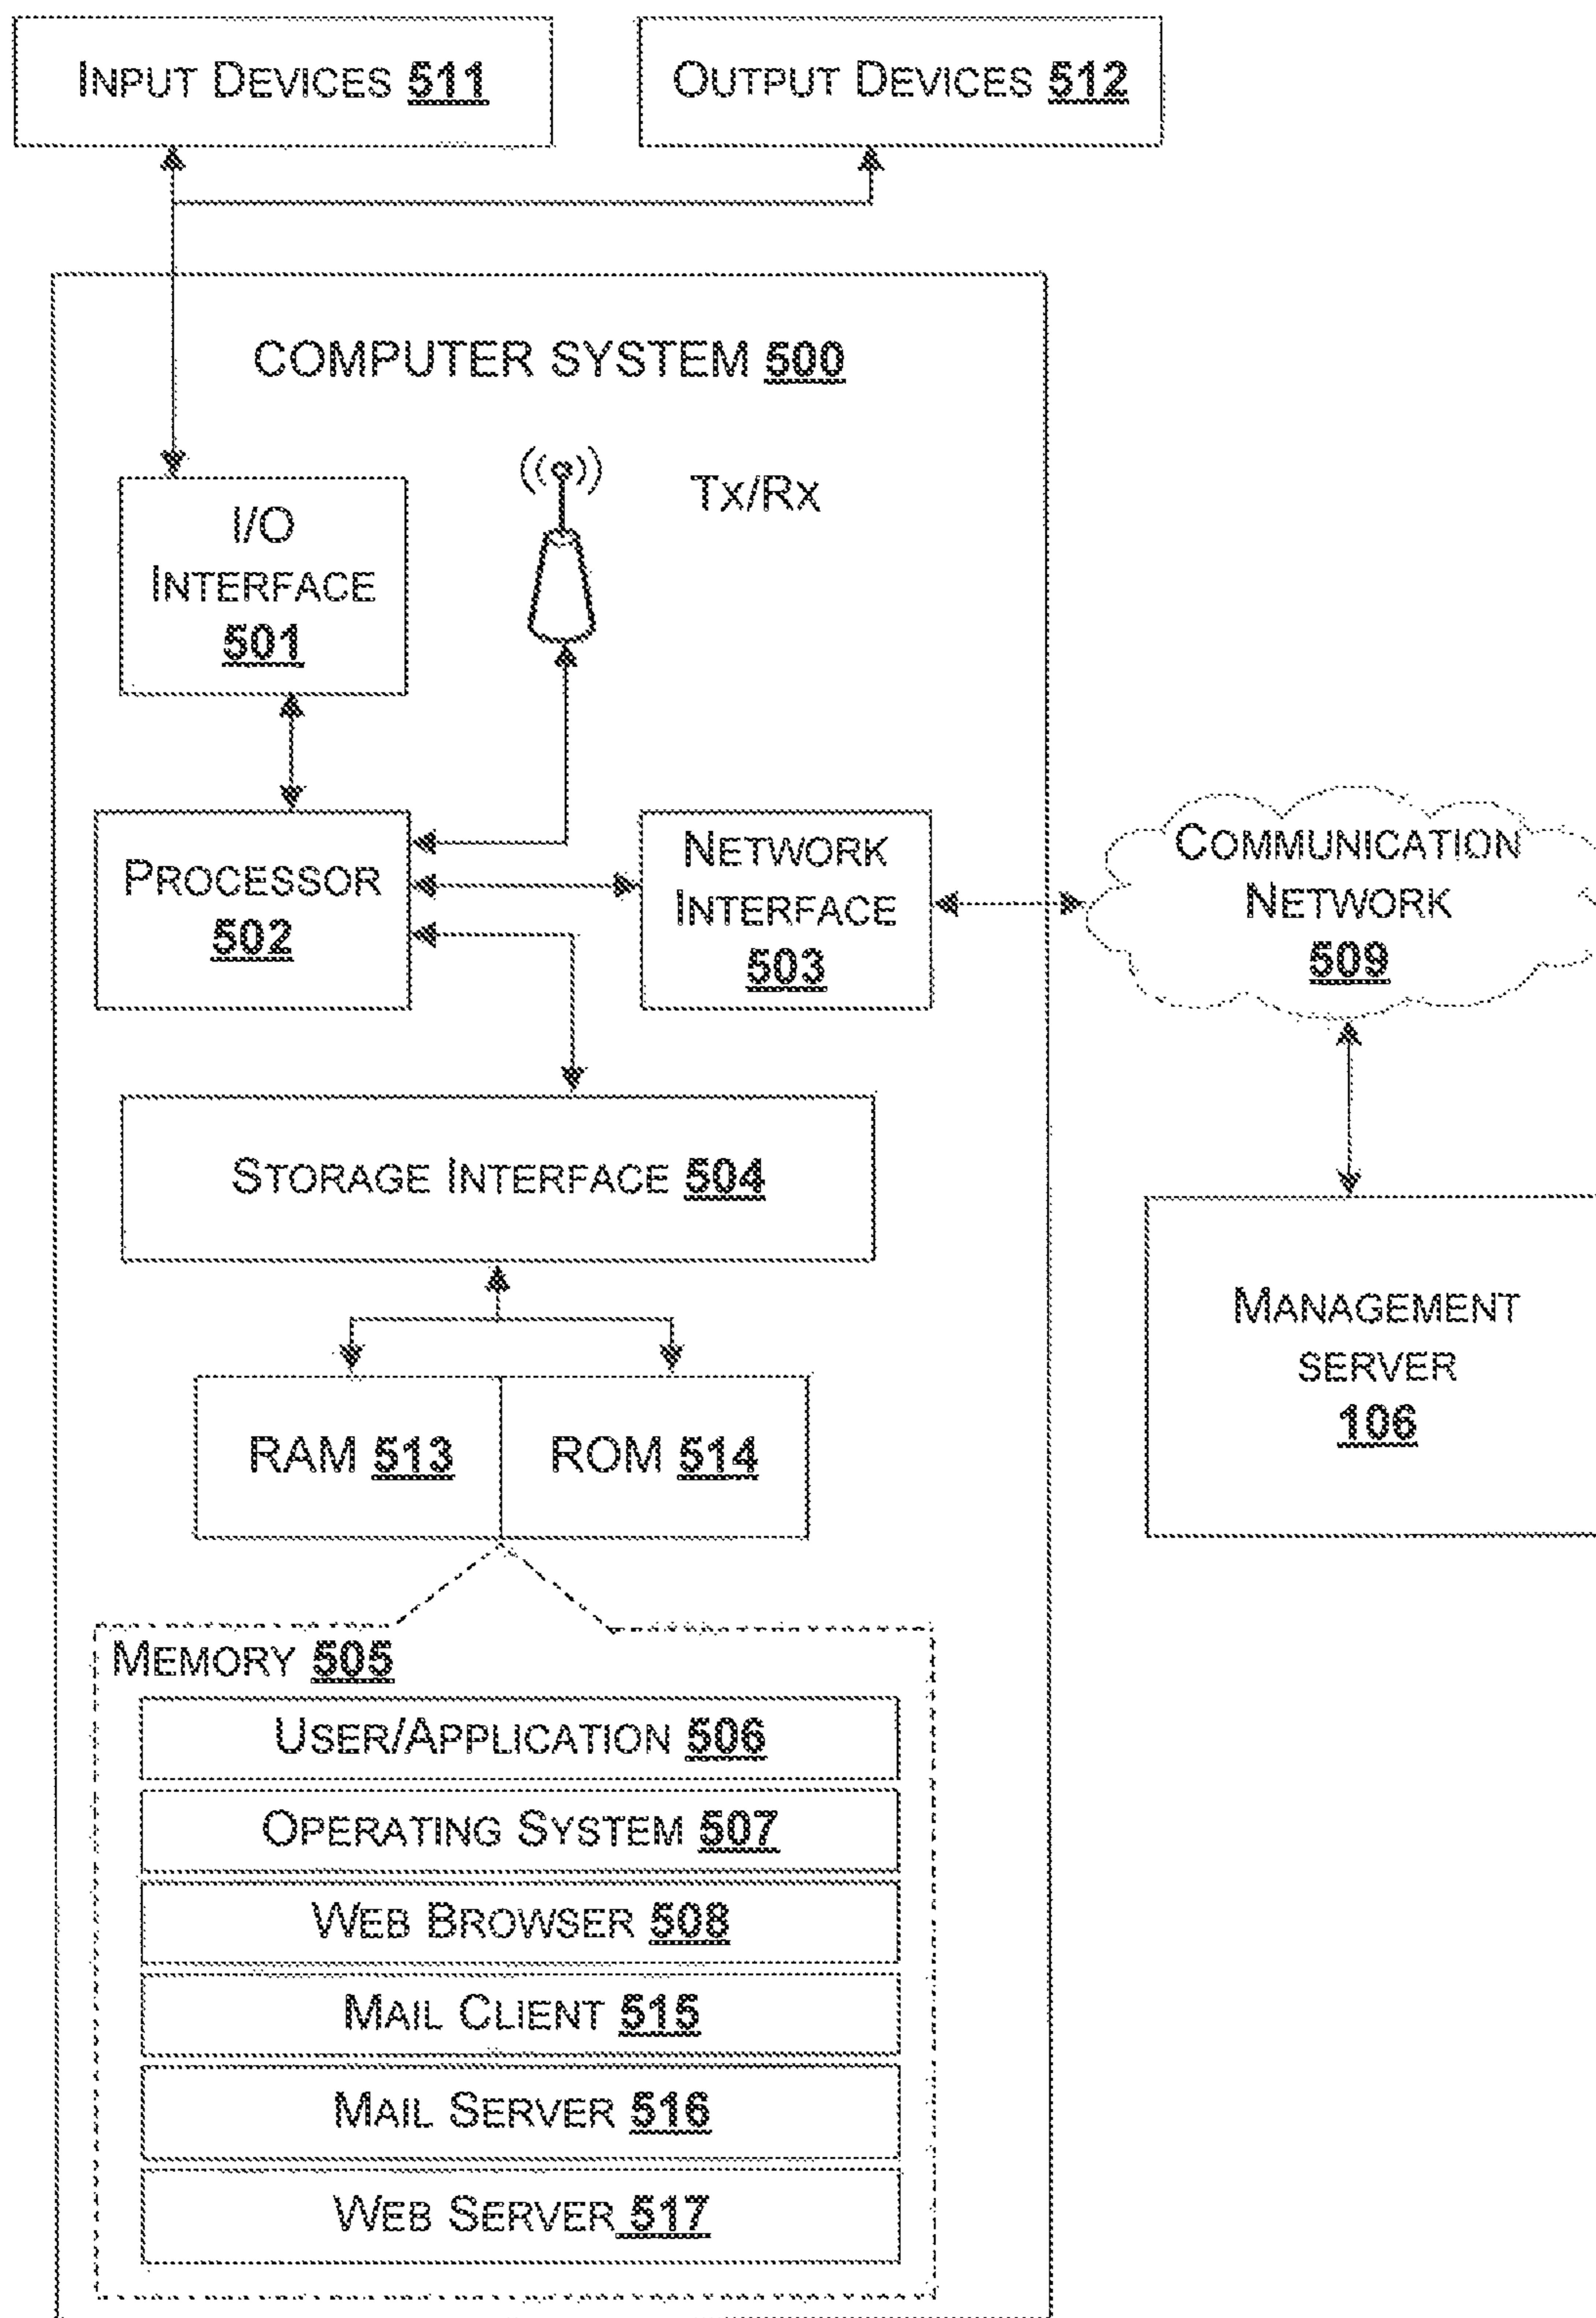 INPUT DEVICES 511
OUTPUT DEVICES 512
COMPUTER SYSTEM 500
Tx/Rx
I/O
INTERFACE
501
PROCESSOR
502
NETWORK
INTERFACE
503
COMMUNICATION
NETWORK
509
STORAGE INTERFACE 504
MANAGEMENT
SERVER
106
RAM 513
ROM 514
MEMORY 505
USER/APPLICATION 506
OPERATING SYSTEM 507
WEB BROWSER 508
MAIL CLIENT 515
MAIL SERVER 516
WEB SERVER 517